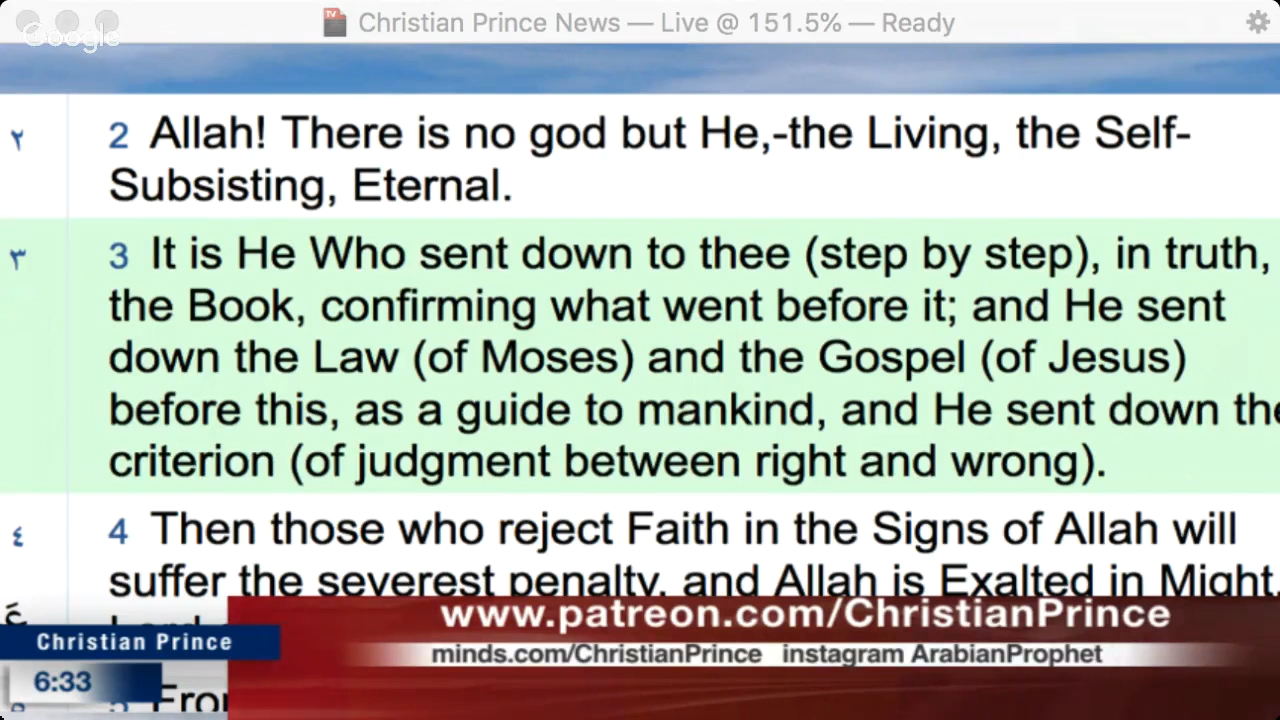 Google
Christian Prince News — Live @ 151.5% — Ready
٢
2 Allah! There is no god but He,-the Living, the Self-
Subsisting, Eternal.
٣
3 It is He Who sent down to thee (step by step), in truth,
the Book, confirming what went before it; and He sent
down the Law (of Moses) and the Gospel (of Jesus)
before this, as a guide to mankind, and He sent down the
criterion (of judgment between right and wrong).
٤
4 Then those who reject Faith in the Signs of Allah will
suffer the severest penalty, and Allah is Exalted in Might,
www.patreon.com/ChristianPrince
Christian Prince
minds.com/ChristianPrince instagram ArabianProphet
6:33
5 From